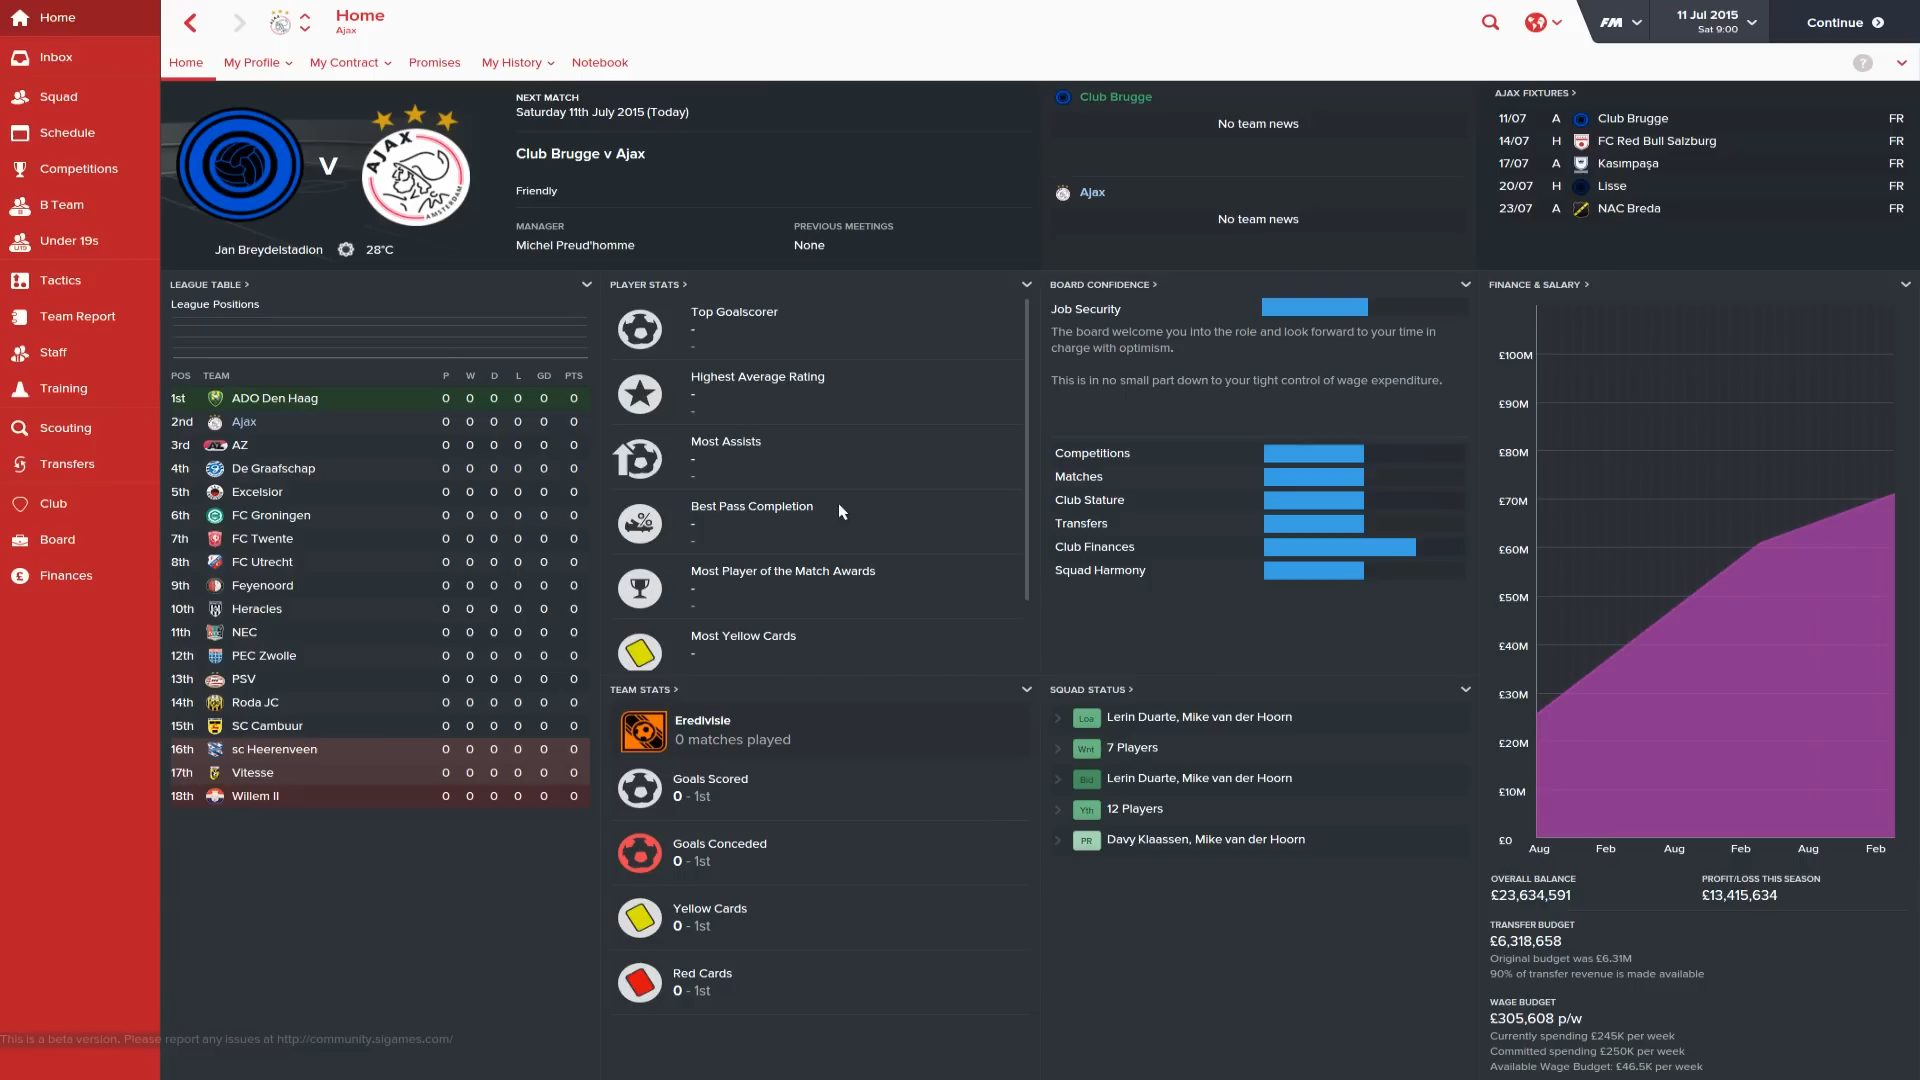 Home
Inbox
Squad
Schedule
Competitions
B Team
Under 19s
Tactics
Team Report
Staff
Training
Scouting
Transfers
Club
Board
Finances
Home
Ajax
FM
11 Jul 2015
Sat 9:00
Continue
Home My Profile My Contract Promises My History Notebook
?
AJAX
AMSTERDAM
V
Jan Breydelstadion 28°C
NEXT MATCH
Saturday 11th July 2015 (Today)
Club Brugge v Ajax
Friendly
MANAGER
Michel Preud'homme
PREVIOUS MEETINGS
None
Club Brugge
No team news
Ajax
No team news
AJAX FIXTURES >
11/07 A Club Brugge FR
14/07 H FC Red Bull Salzburg FR
17/07 A Kasımpaşa FR
20/07 H Lisse FR
23/07 A NAC Breda FR
LEAGUE TABLE >
League Positions
POS TEAM P W D L GD PTS
1st ADO Den Haag 0 0 0 0 0 0
2nd Ajax 0 0 0 0 0 0
3rd AZ 0 0 0 0 0 0
4th De Graafschap 0 0 0 0 0 0
5th Excelsior 0 0 0 0 0 0
6th FC Groningen 0 0 0 0 0 0
7th FC Twente 0 0 0 0 0 0
8th FC Utrecht 0 0 0 0 0 0
9th Feyenoord 0 0 0 0 0 0
10th Heracles 0 0 0 0 0 0
11th NEC 0 0 0 0 0 0
12th PEC Zwolle 0 0 0 0 0 0
13th PSV 0 0 0 0 0 0
14th Roda JC 0 0 0 0 0 0
15th SC Cambuur 0 0 0 0 0 0
16th sc Heerenveen 0 0 0 0 0 0
17th Vitesse 0 0 0 0 0 0
18th Willem II 0 0 0 0 0 0
PLAYER STATS >
Top Goalscorer
-
-
Highest Average Rating
-
-
Most Assists
-
-
Best Pass Completion
-
-
Most Player of the Match Awards
-
-
Most Yellow Cards
-
TEAM STATS >
Eredivisie
0 matches played
Goals Scored
0 - 1st
Goals Conceded
0 - 1st
Yellow Cards
0 - 1st
Red Cards
0 - 1st
BOARD CONFIDENCE >
Job Security
The board welcome you into the role and look forward to your time in
charge with optimism.
This is in no small part down to your tight control of wage expenditure.
Competitions
Matches
Club Stature
Transfers
Club Finances
Squad Harmony
SQUAD STATUS >
Loa Lerin Duarte, Mike van der Hoorn
Wnt 7 Players
Bid Lerin Duarte, Mike van der Hoorn
Yth 12 Players
PR Davy Klaassen, Mike van der Hoorn
FINANCE & SALARY >
£100M
£90M
£80M
£70M
£60M
£50M
£40M
£30M
£20M
£10M
£0
Aug Feb Aug Feb Aug Feb
OVERALL BALANCE
£23,634,591
PROFIT/LOSS THIS SEASON
£13,415,634
TRANSFER BUDGET
£6,318,658
Original budget was £6.31M
90% of transfer revenue is made available
WAGE BUDGET
£305,608 p/w
Currently spending £245K per week
Committed spending £250K per week
Available Wage Budget: £46.5K per week
This is a beta version. Please report any issues at http://community.sigames.com/